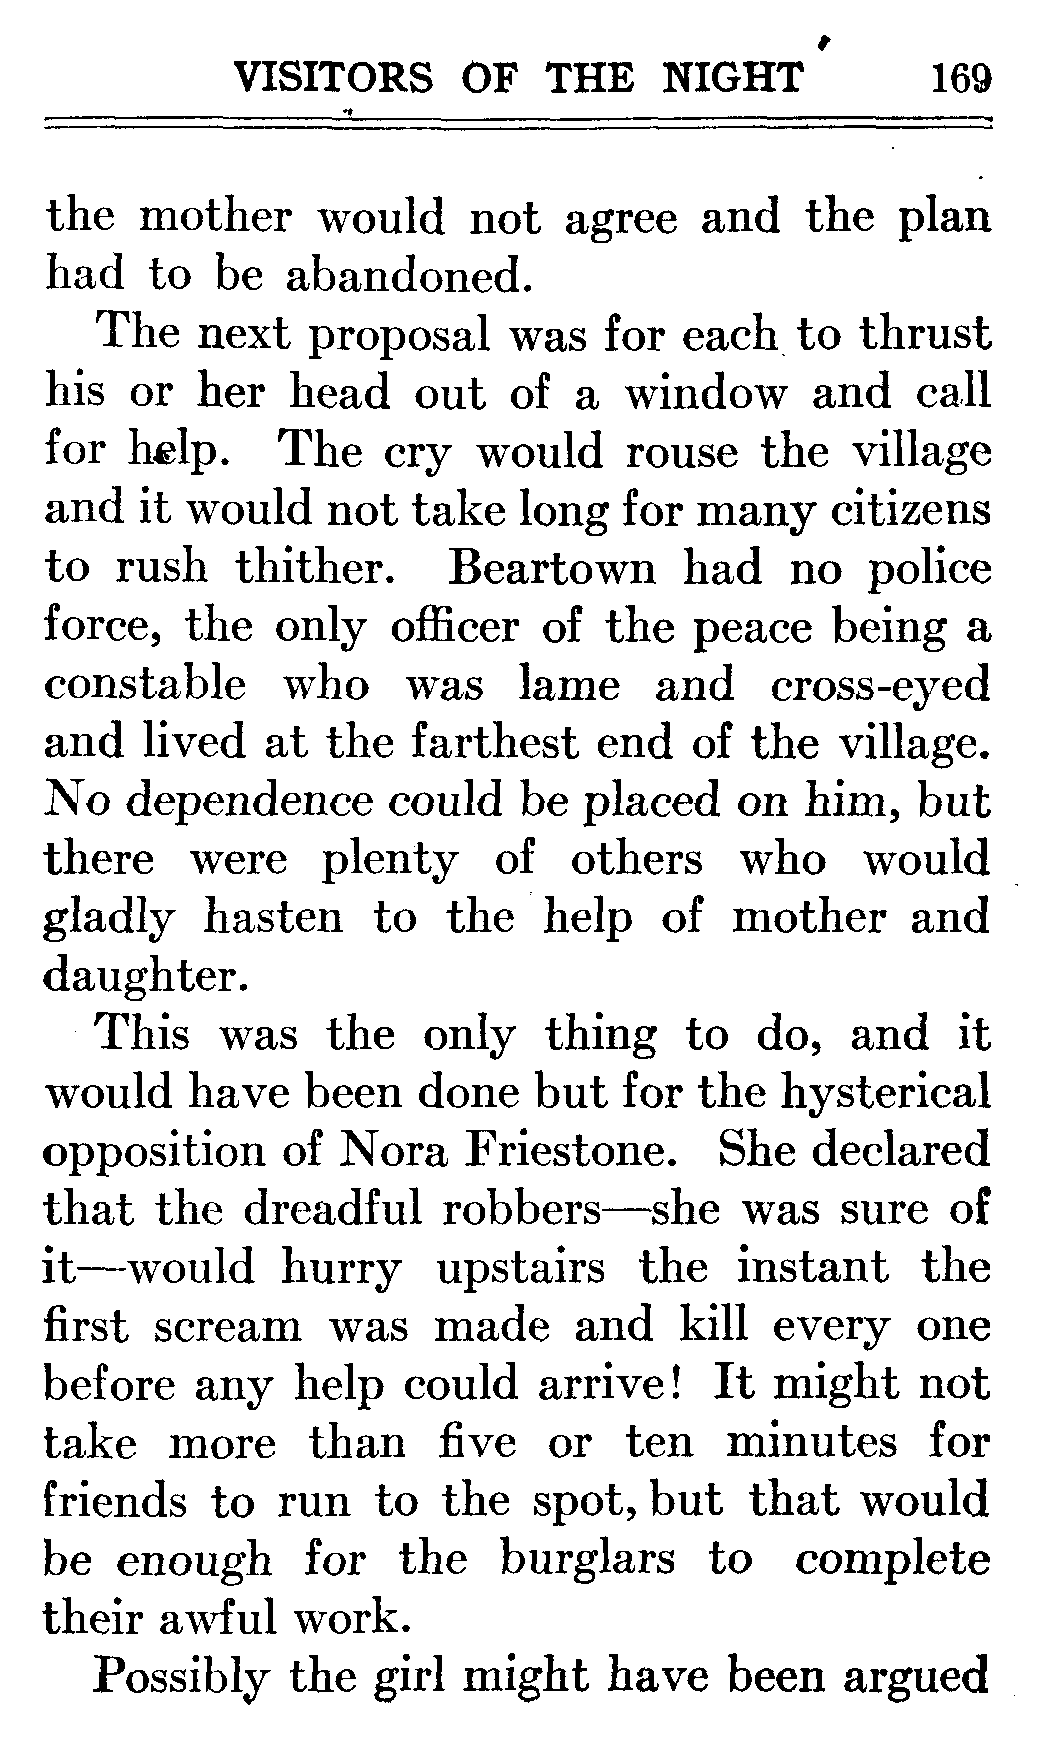 VISITORS OF THE NIGHT 169
the mother would not agree and the plan
had to be abandoned.
The next proposal was for each to thrust
his or her head out of a window and call
for help. The cry would rouse the village
and it would not take long for many citizens
to rush thither. Beartown had no police
force, the only officer of the peace being a
constable who was lame and cross-eyed
and lived at the farthest end of the village.
No dependence could be placed on him, but
there were plenty of others who would
gladly hasten to the help of mother and
daughter.
This was the only thing to do, and it
would have been done but for the hysterical
opposition of Nora Friestone. She declared
that the dreadful robbers—she was sure of
it—would hurry upstairs the instant the
first scream was made and kill every one
before any help could arrive! It might not
take more than five or ten minutes for
friends to run to the spot, but that would
be enough for the burglars to complete
their awful work.
Possibly the girl might have been argued